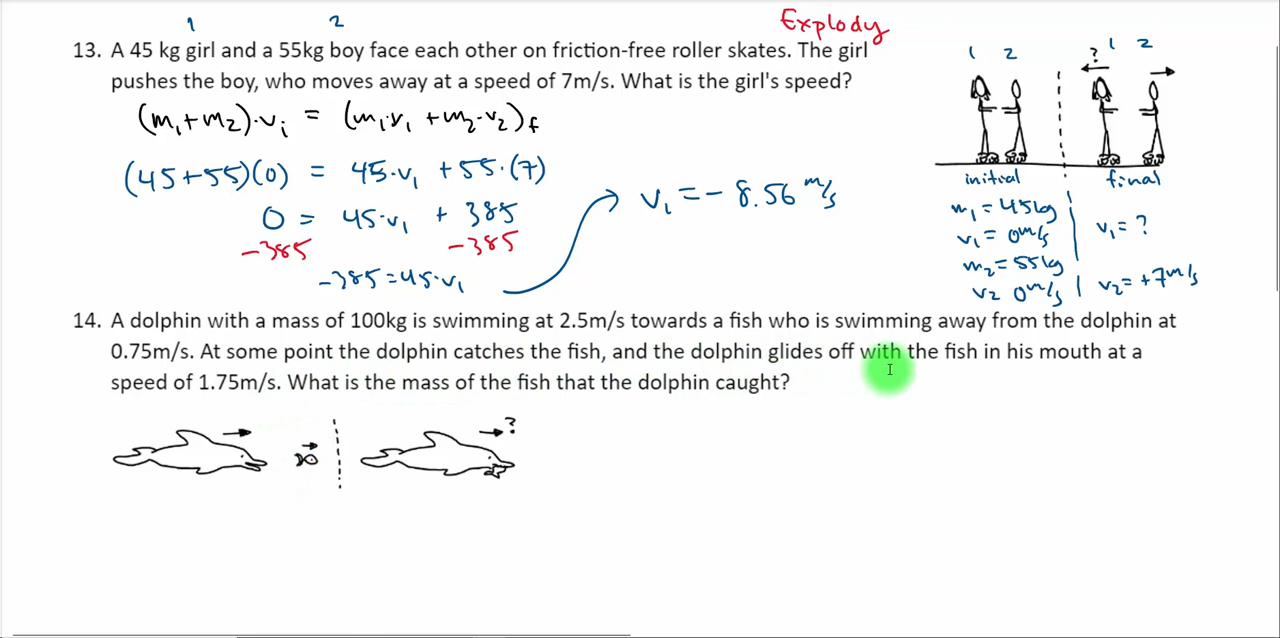 1 2 Explody
13. A 45 kg girl and a 55kg boy face each other on friction-free roller skates. The girl
pushes the boy, who moves away at a speed of 7m/s. What is the girl's speed?
1 2 ? 1 2
(m₁+m₂)·vᵢ = (m₁·v₁ + m₂·v₂)f
(45+55)(0) = 45·v₁ + 55·(7)
0 = 45·v₁ + 385
-385 -385
-385 = 45·v₁
v₁ = - 8.56 m/s
initial final
m₁ = 45kg
v₁ = 0 m/s v₁ = ?
m₂ = 55kg
v₂ 0 m/s v₂ = +7 m/s
14. A dolphin with a mass of 100kg is swimming at 2.5m/s towards a fish who is swimming away from the dolphin at
0.75m/s. At some point the dolphin catches the fish, and the dolphin glides off with the fish in his mouth at a
speed of 1.75m/s. What is the mass of the fish that the dolphin caught?
?